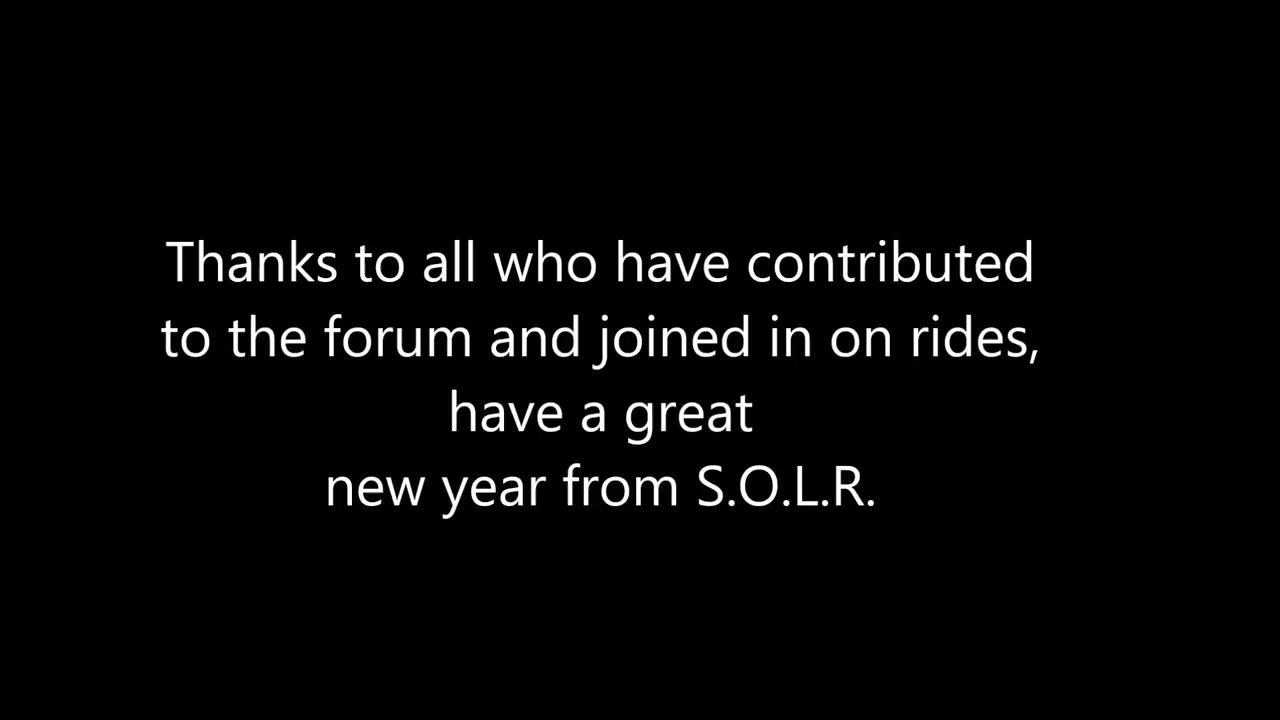 Thanks to all who have contributed
to the forum and joined in on rides,
have a great
new year from S.O.L.R.